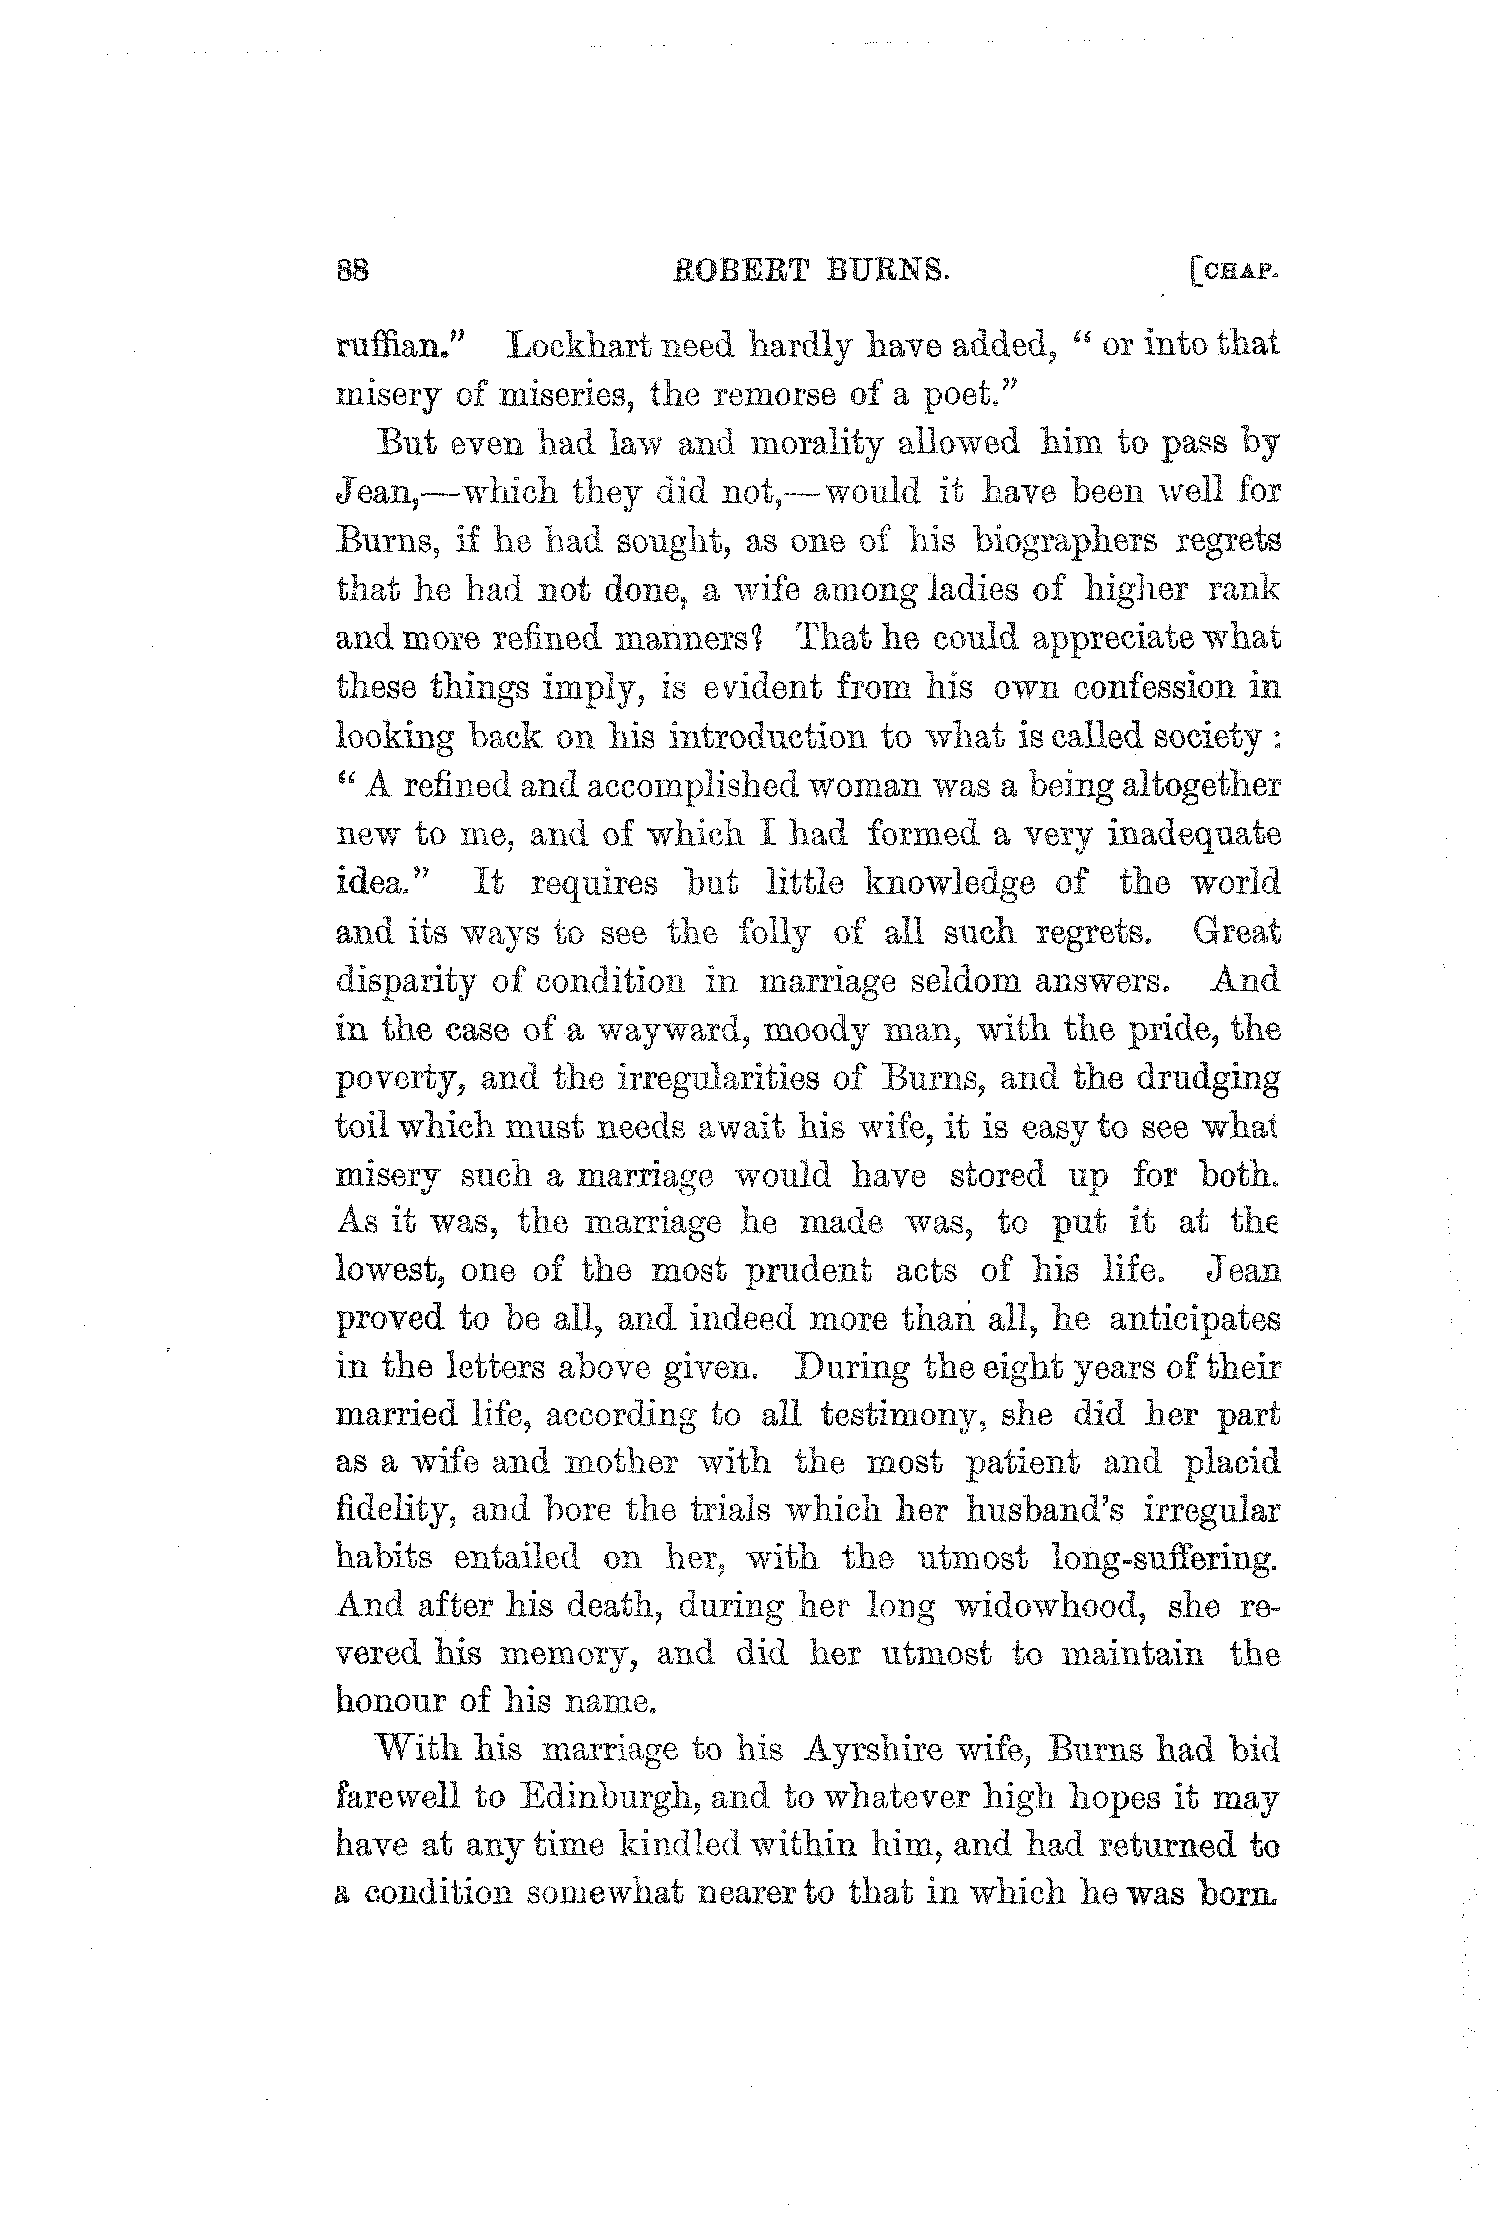 88 ROBERT BURNS. [CHAP.
ruffian." Lockhart need hardly have added, "or into that
misery of miseries, the remorse of a poet."
But even had law and morality allowed him to pass by
Jean,—which they did not,—would it have been well for
Burns, if he had sought, as one of his biographers regrets
that he had not done, a wife among ladies of higher rank
and more refined manners? That he could appreciate what
these things imply, is evident from his own confession in
looking back on his introduction to what is called society:
"A refined and accomplished woman was a being altogether
new to me, and of which I had formed a very inadequate
idea." It requires but little knowledge of the world
and its ways to see the folly of all such regrets. Great
disparity of condition in marriage seldom answers. And
in the case of a wayward, moody man, with the pride, the
poverty, and the irregularities of Burns, and the drudging
toil which must needs await his wife, it is easy to see what
misery such a marriage would have stored up for both.
As it was, the marriage he made was, to put it at the
lowest, one of the most prudent acts of his life. Jean
proved to be all, and indeed more than all, he anticipates
in the letters above given. During the eight years of their
married life, according to all testimony, she did her part
as a wife and mother with the most patient and placid
fidelity, and bore the trials which her husband's irregular
habits entailed on her, with the utmost long-suffering.
And after his death, during her long widowhood, she re-
vered his memory, and did her utmost to maintain the
honour of his name.
With his marriage to his Ayrshire wife, Burns had bid
farewell to Edinburgh, and to whatever high hopes it may
have at any time kindled within him, and had returned to
a condition somewhat nearer to that in which he was born.